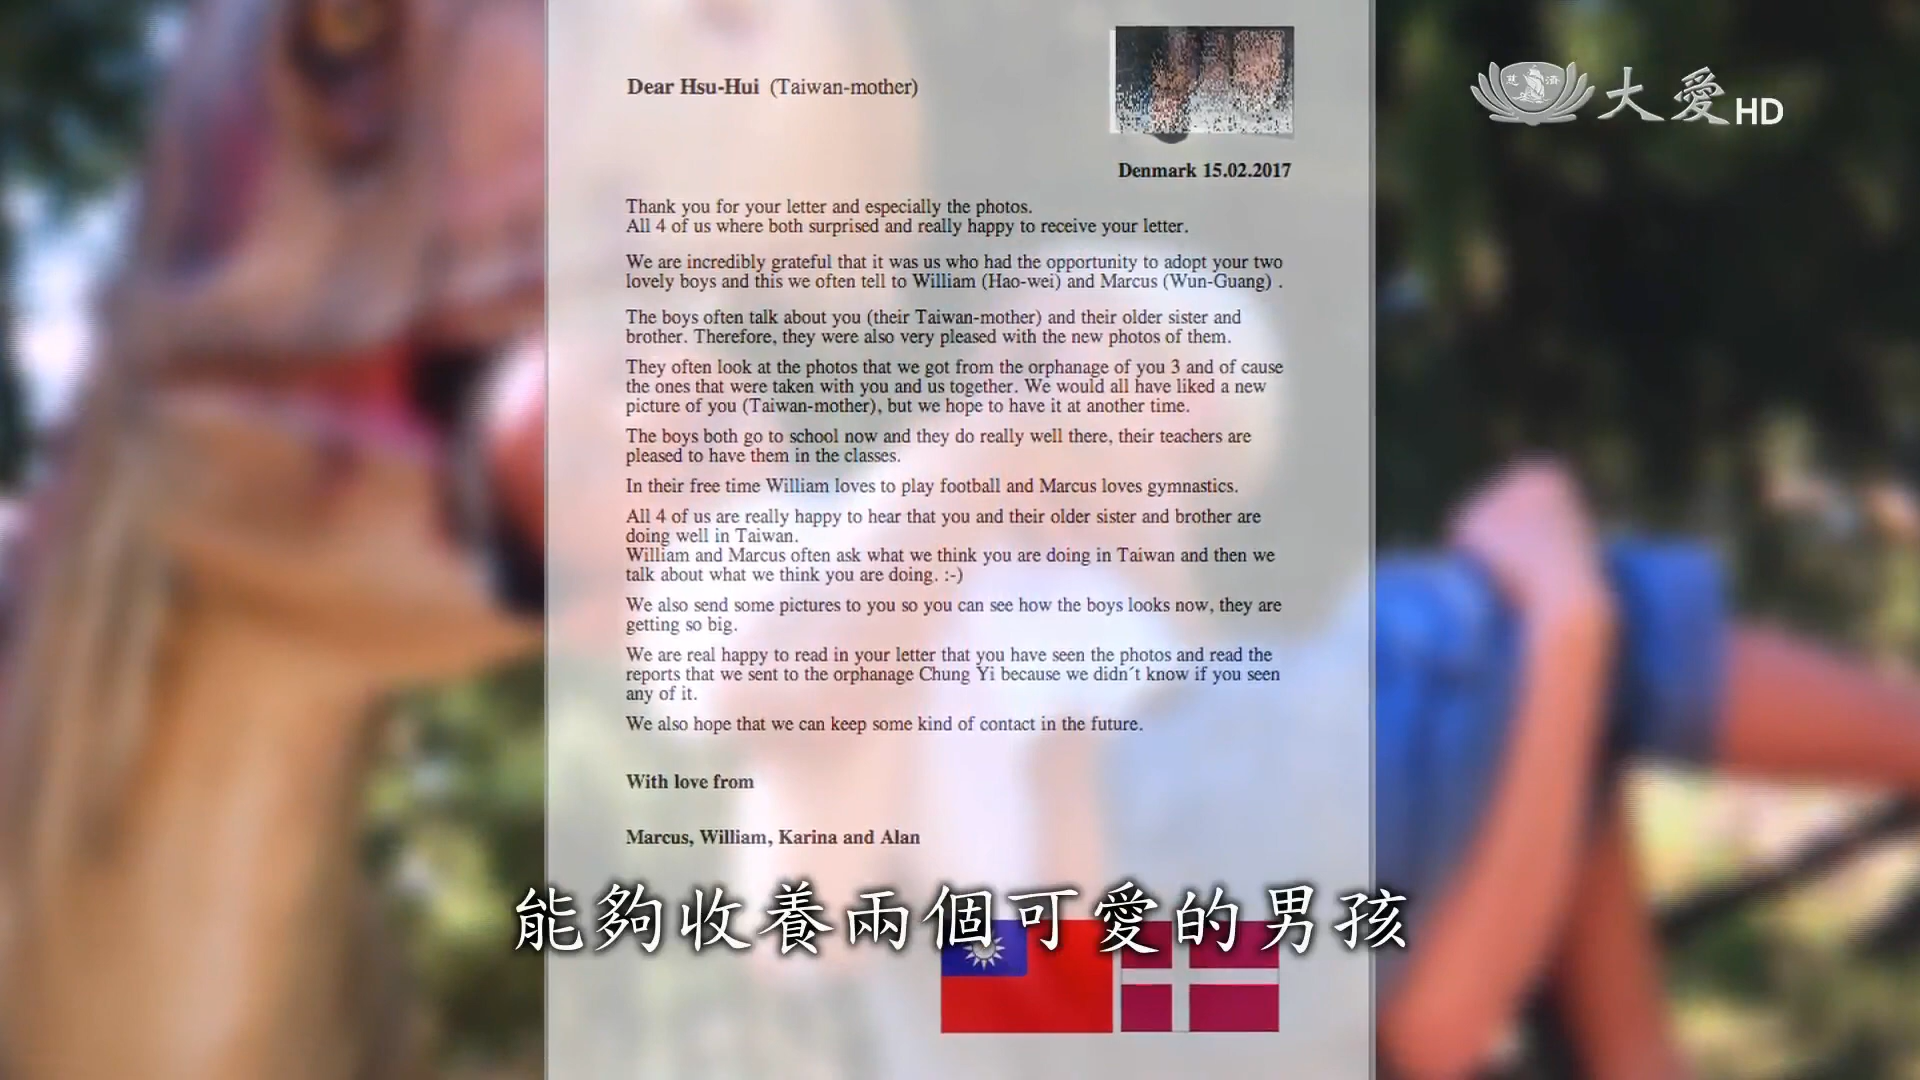 慈濟
大愛HD
Dear Hsu-Hui (Taiwan-mother)
Denmark 15.02.2017
Thank you for your letter and especially the photos.
All 4 of us where both surprised and really happy to receive your letter.
We are incredibly grateful that it was us who had the opportunity to adopt your two
lovely boys and this we often tell to William (Hao-wei) and Marcus (Wun-Guang) .
The boys often talk about you (their Taiwan-mother) and their older sister and
brother. Therefore, they were also very pleased with the new photos of them.
They often look at the photos that we got from the orphanage of you 3 and of cause
the ones that were taken with you and us together. We would all have liked a new
picture of you (Taiwan-mother), but we hope to have it at another time.
The boys both go to school now and they do really well there, their teachers are
pleased to have them in the classes.
In their free time William loves to play football and Marcus loves gymnastics.
All 4 of us are really happy to hear that you and their older sister and brother are
doing well in Taiwan.
William and Marcus often ask what we think you are doing in Taiwan and then we
talk about what we think you are doing. :-)
We also send some pictures to you so you can see how the boys looks now, they are
getting so big.
We are real happy to read in your letter that you have seen the photos and read the
reports that we sent to the orphanage Chung Yi because we didn´t know if you seen
any of it.
We also hope that we can keep some kind of contact in the future.
With love from
Marcus, William, Karina and Alan
能夠收養兩個可愛的男孩